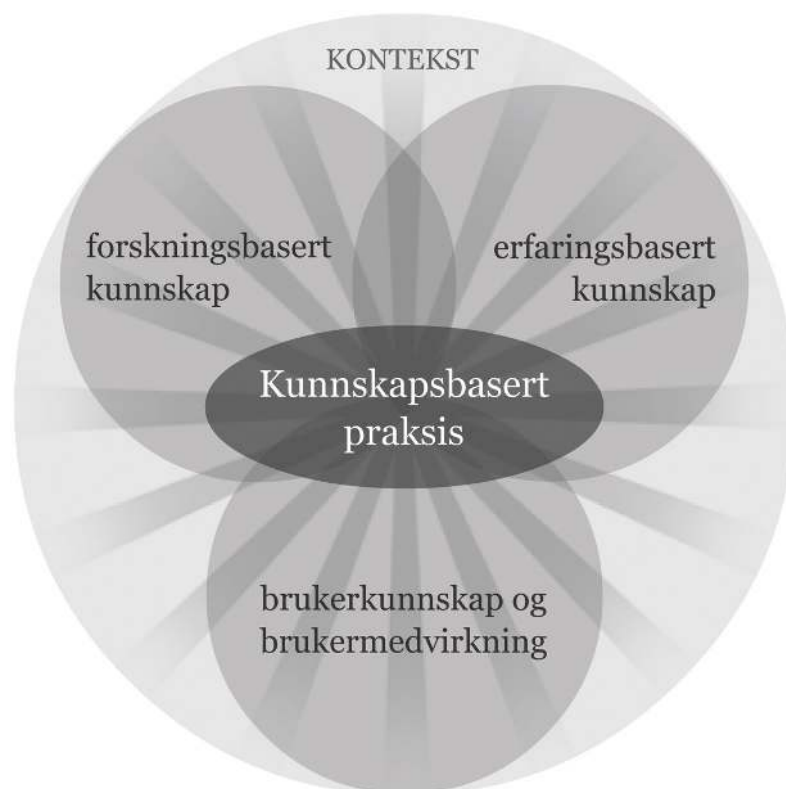 KONTEKST
forskningsbasert
kunnskap
erfaringsbasert
kunnskap
Kunnskapsbasert
praksis
brukerkunnskap og
brukermedvirkning